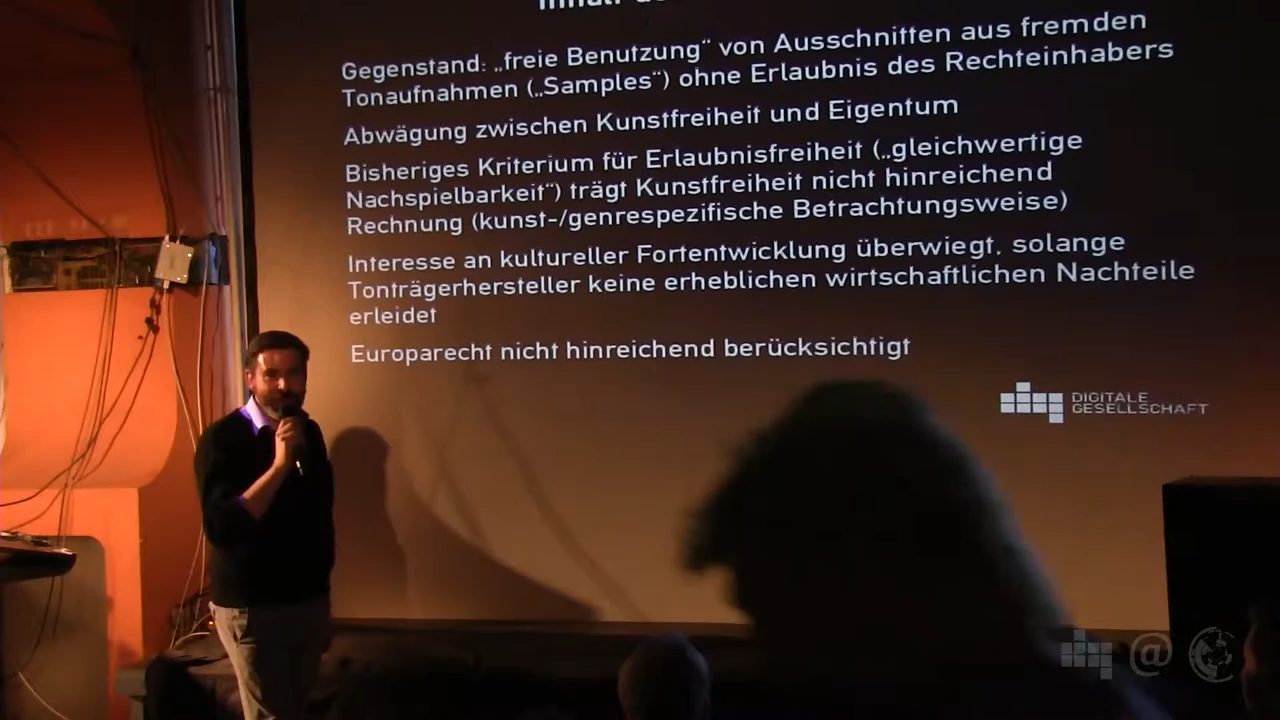 Gegenstand: „freie Benutzung“ von Ausschnitten aus fremden
Tonaufnahmen („Samples“) ohne Erlaubnis des Rechteinhabers
Abwägung zwischen Kunstfreiheit und Eigentum
Bisheriges Kriterium für Erlaubnisfreiheit („gleichwertige
Nachspielbarkeit“) trägt Kunstfreiheit nicht hinreichend
Rechnung (kunst-/genrespezifische Betrachtungsweise)
Interesse an kultureller Fortentwicklung überwiegt, solange
Tonträgerhersteller keine erheblichen wirtschaftlichen Nachteile
erleidet
Europarecht nicht hinreichend berücksichtigt
DIGITALE
GESELLSCHAFT
@